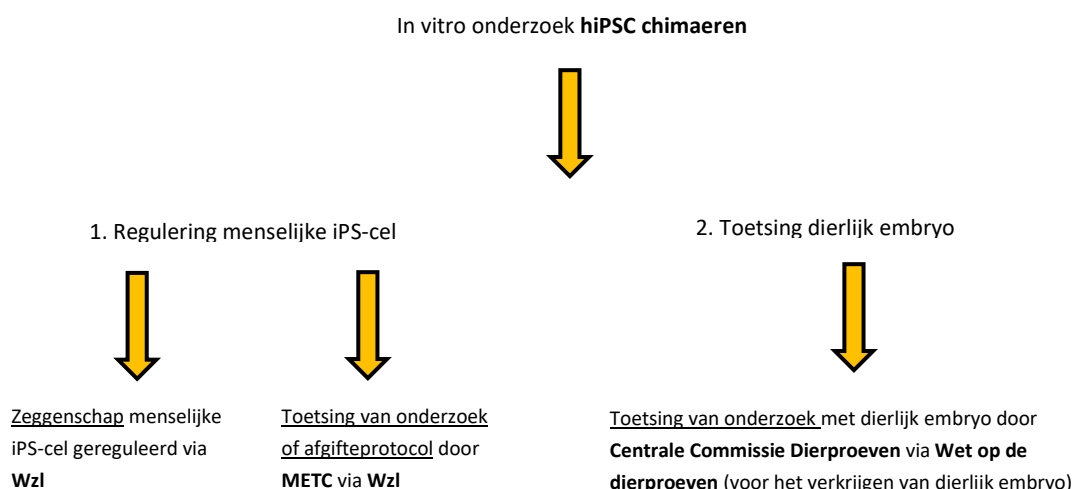 In vitro onderzoek hiPSC chimaeren
1. Regulering menselijke iPS-cel
2. Toetsing dierlijk embryo
Zeggenschap menselijke
iPS-cel gereguleerd via
Wzl
Toetsing van onderzoek
of afgifteprotocol door
METC via Wzl
Toetsing van onderzoek met dierlijk embryo door
Centrale Commissie Dierproeven via Wet op de
dierproeven (voor het verkrijgen van dierlijk embryo)